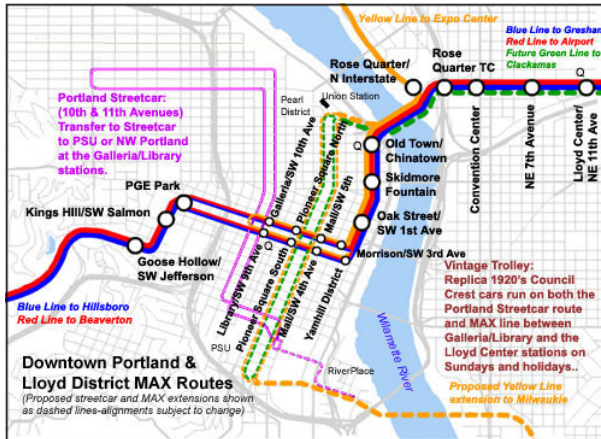 Yellow Line to Expo Center
Blue Line to Gresham
Red Line to Airport
Future Green Line to
Clackamas
Rose Quarter/
N Interstate
Rose
Quarter TC
Q
Portland Streetcar:
(10th & 11th Avenues)
Transfer to Streetcar
to PSU or NW Portland
at the Galleria/Library
stations.
Pearl
District
Union Station
Convention Center
NE 7th Avenue
Lloyd Center/
NE 11th Ave
Q
Old Town/
Chinatown
Skidmore
Fountain
Oak Street/
SW 1st Ave
Galleria/SW 10th Ave
Pioneer Square North
Mall/SW 5th
PGE Park
Kings HIll/SW Salmon
Goose Hollow/
SW Jefferson
Q
Library/SW 9th Ave
Pioneer Square South
Mall/SW 4th Ave
Yamhill District
Morrison/SW 3rd Ave
Blue Line to Hillsboro
Red Line to Beaverton
Willamette River
Vintage Trolley:
Replica 1920's Council
Crest cars run on both the
Portland Streetcar route
and MAX line between
Galleria/Library and the
Lloyd Center stations on
Sundays and holidays..
PSU
RiverPlace
Downtown Portland &
Lloyd District MAX Routes
(Proposed streetcar and MAX extensions shown
as dashed lines-alignments subject to change)
Proposed Yellow Line
extension to Milwaukie